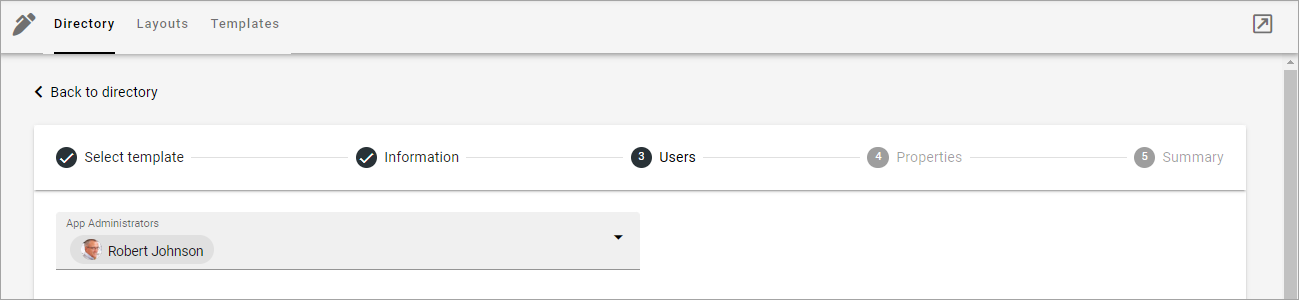 Directory Layouts Templates
Back to directory
Select template Information 3 Users 4 Properties 5 Summary
App Administrators
Robert Johnson